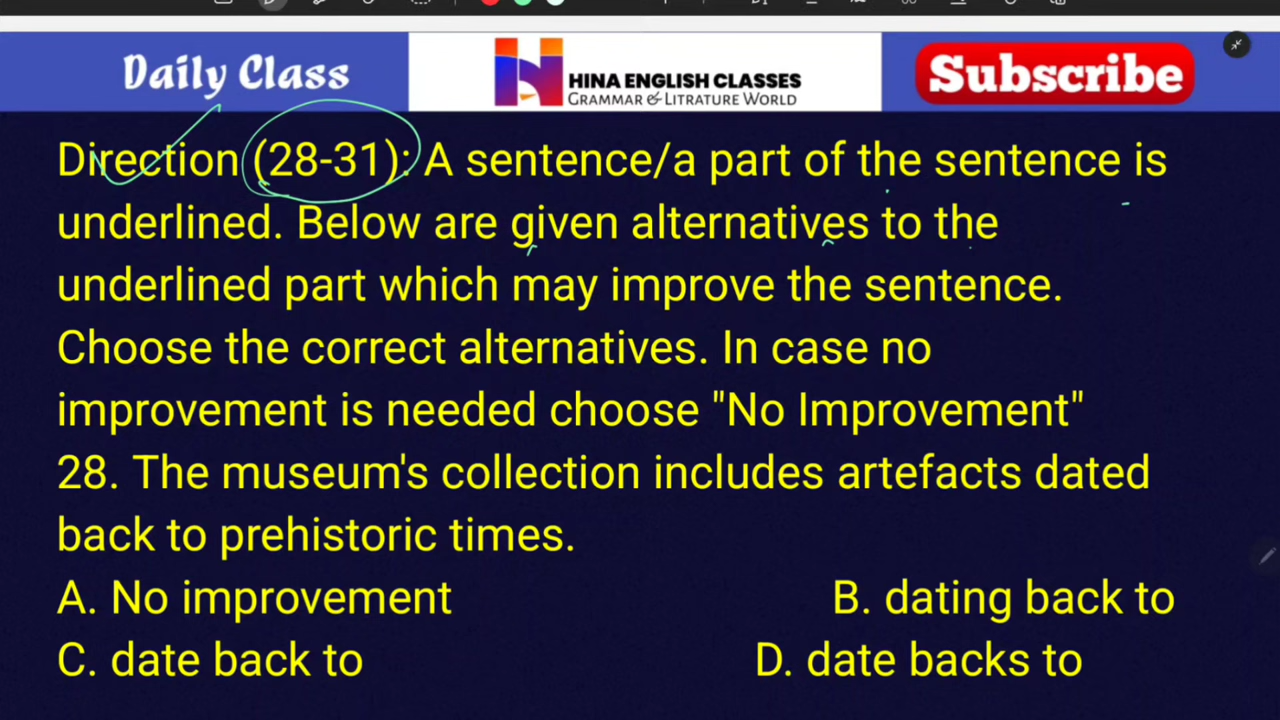 Daily Class
HINA ENGLISH CLASSES
GRAMMAR & LITRATURE WORLD
Subscribe
Direction (28-31): A sentence/a part of the sentence is
underlined. Below are given alternatives to the
underlined part which may improve the sentence.
Choose the correct alternatives. In case no
improvement is needed choose "No Improvement"
28. The museum's collection includes artefacts dated
back to prehistoric times.
A. No improvement B. dating back to
C. date back to D. date backs to